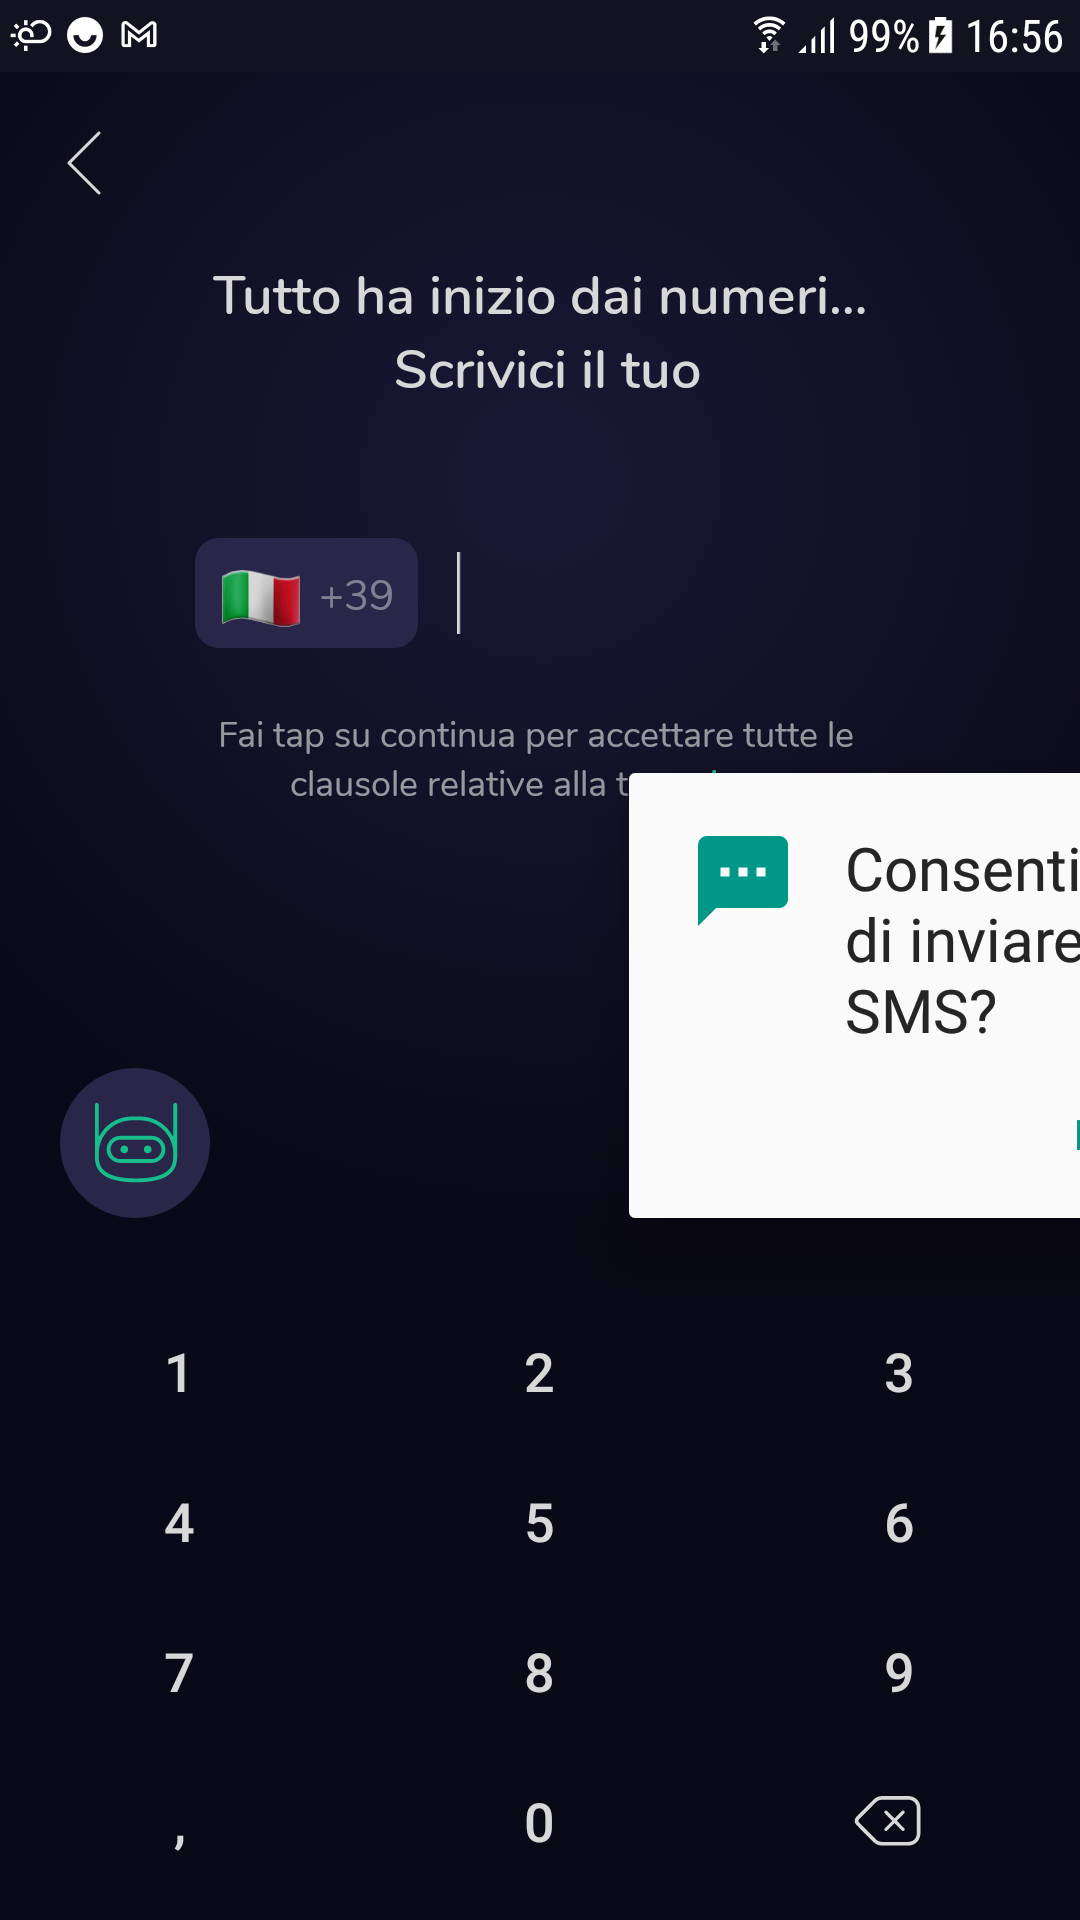 99% 16:56
Tutto ha inizio dai numeri...
Scrivici il tuo
+39
Fai tap su continua per accettare tutte le
clausole relative alla
Consenti
di inviare
SMS?
1 2 3
4 5 6
7 8 9
, 0